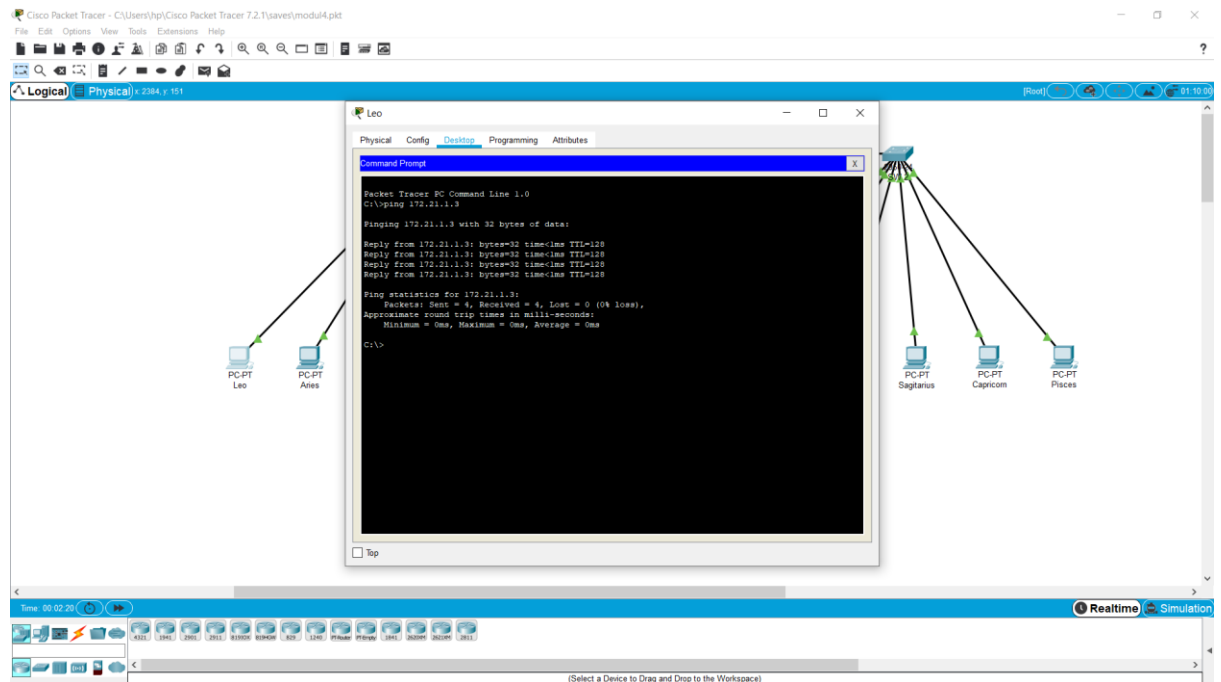 Cisco Packet Tracer - C:\Users\hp\Cisco Packet Tracer 7.2.1\saves\modul4.pkt
File Edit Options View Tools Extensions Help
?
Logical Physical x: 2384, y: 151
[Root] 01:10:00
Leo
Physical Config Desktop Programming Attributes
Command Prompt X
Packet Tracer PC Command Line 1.0
C:\>ping 172.21.1.3
Pinging 172.21.1.3 with 32 bytes of data:
Reply from 172.21.1.3: bytes=32 time<1ms TTL=128
Reply from 172.21.1.3: bytes=32 time<1ms TTL=128
Reply from 172.21.1.3: bytes=32 time<1ms TTL=128
Reply from 172.21.1.3: bytes=32 time<1ms TTL=128
Ping statistics for 172.21.1.3:
Packets: Sent = 4, Received = 4, Lost = 0 (0% loss),
Approximate round trip times in milli-seconds:
Minimum = 0ms, Maximum = 0ms, Average = 0ms
C:\>
Top
PC-PT
Leo
PC-PT
Aries
PC-PT
Sagitarius
PC-PT
Capricorn
PC-PT
Pisces
Time: 00:02:20
Realtime Simulation
4321 1941 2901 2911 819IOX 819HGW 829 1240 PT-Router PT-Empty 1841 2620XM 2621XM 2811
(Select a Device to Drag and Drop to the Workspace)